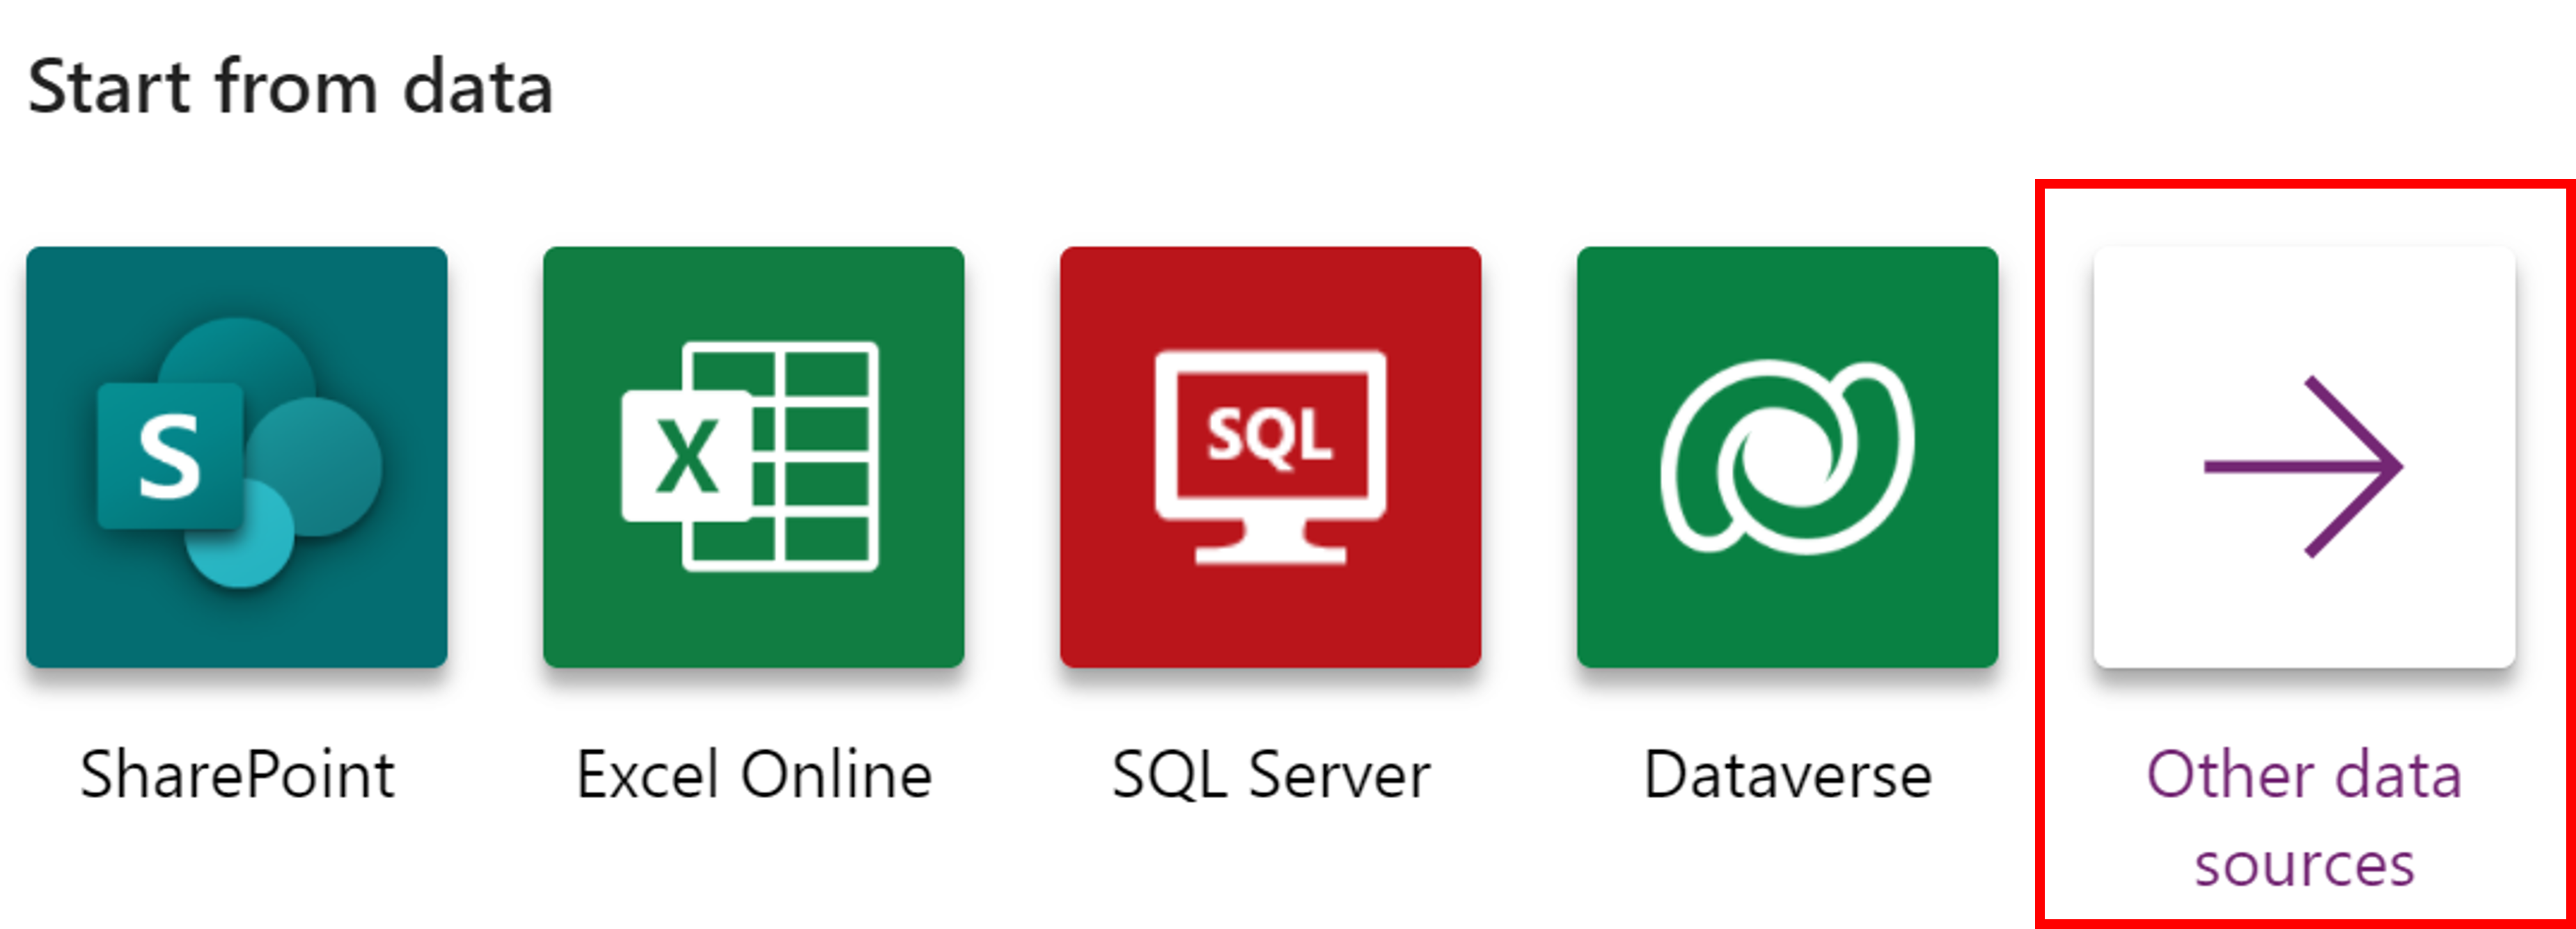 Start from data
S
X
SQL
SharePoint
Excel Online
SQL Server
Dataverse
Other data
sources